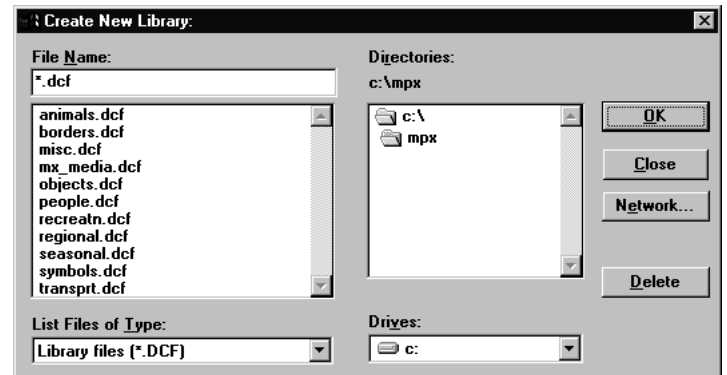 Create New Library:
File Name:
*.dcf
animals.dcf
borders.dcf
misc.dcf
mx_media.dcf
objects.dcf
people.dcf
recreatn.dcf
regional.dcf
seasonal.dcf
symbols.dcf
transprt.dcf
List Files of Type:
Library files (*.DCF)
Directories:
c:\mpx
c:\
mpx
Drives:
c:
OK
Close
Network...
Delete